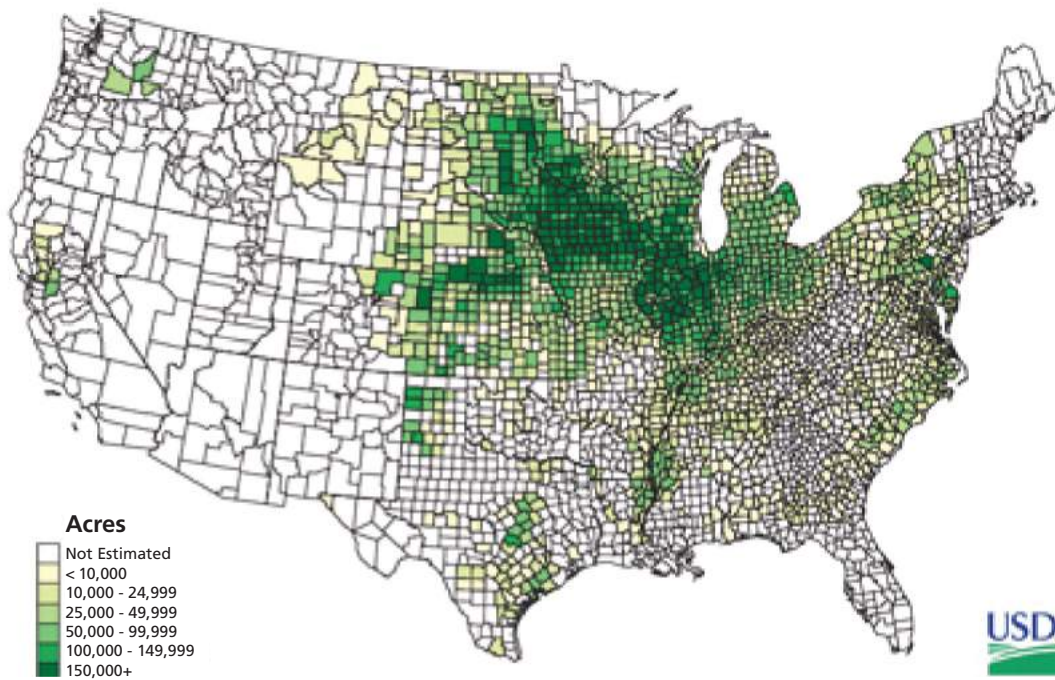 Acres
Not Estimated
< 10,000
10,000 - 24,999
25,000 - 49,999
50,000 - 99,999
100,000 - 149,999
150,000+
USD